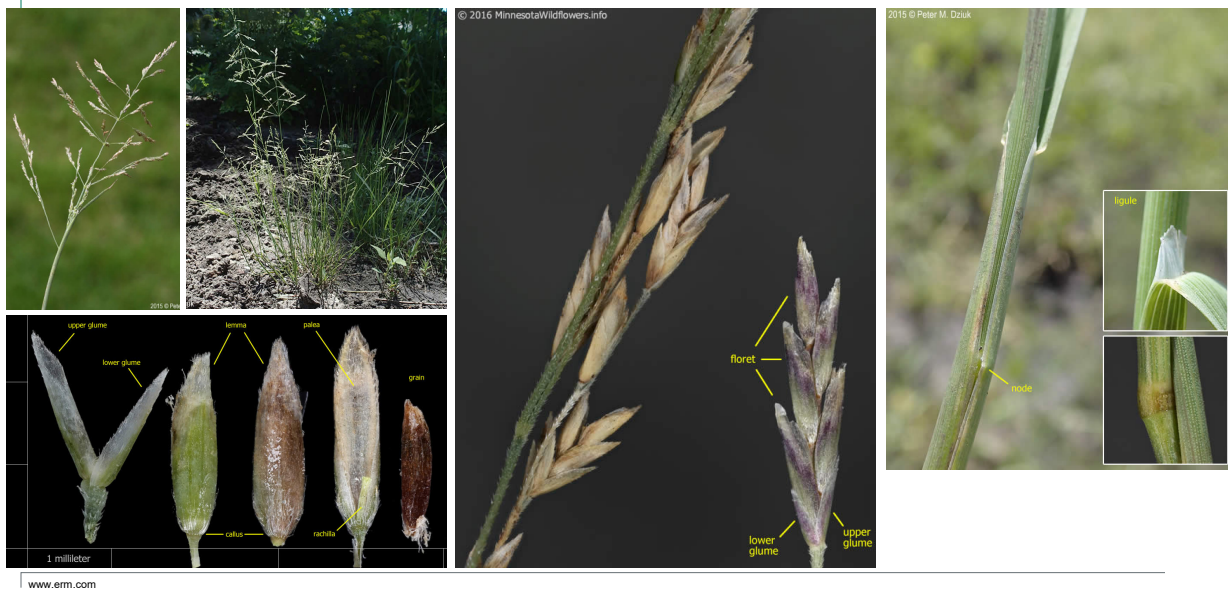 2015 © Pete
upper glume
lower glume
lemma
palea
grain
callus
rachilla
1 millileter
© 2016 MinnesotaWildflowers.info
floret
lower
glume
upper
glume
2015 © Peter M. Dziuk
ligule
node
www.erm.com